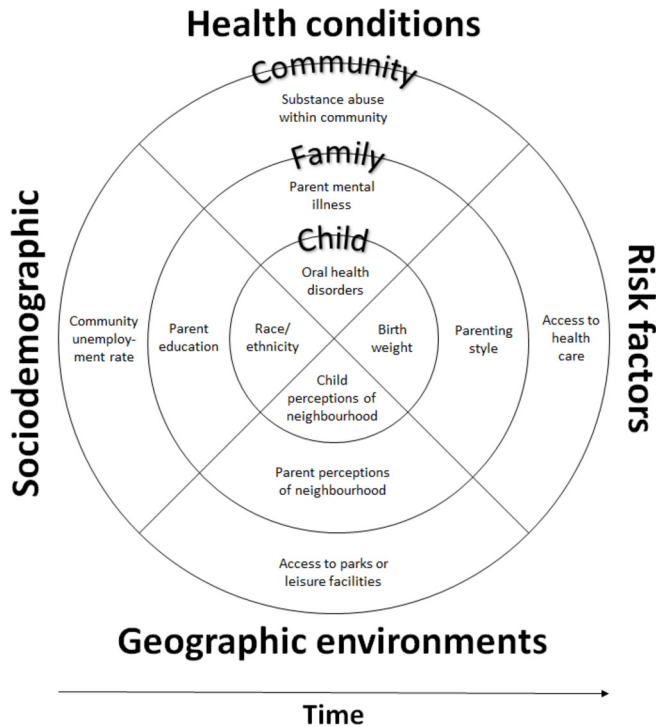 Health conditions
Community
Substance abuse
within community
Family
Parent mental
illness
Child
Oral health
disorders
Sociodemographic
Community
unemploy-
ment rate
Parent
education
Race/
ethnicity
Birth
weight
Parenting
style
Access to
health
care
Risk factors
Child
perceptions of
neighbourhood
Parent perceptions
of neighbourhood
Access to parks or
leisure facilities
Geographic environments
Time